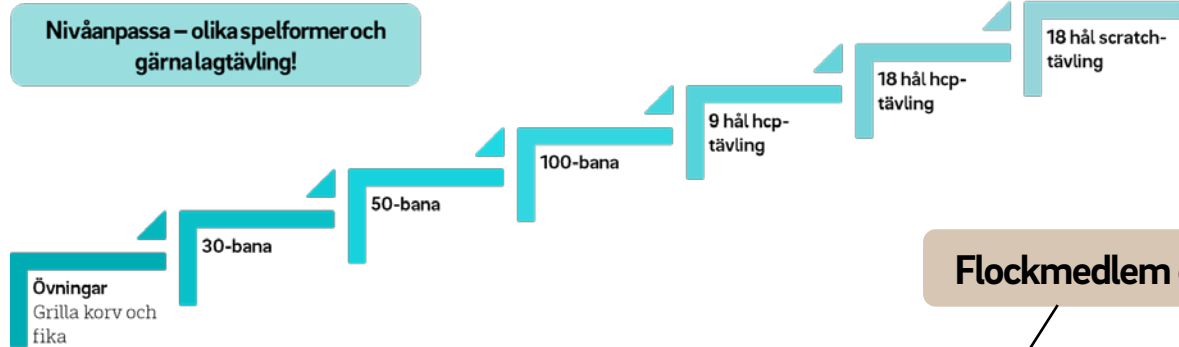 Nivåanpassa – olika spelformer och
gärna lagtävling!
Övningar
Grilla korv och
fika
30-bana
50-bana
100-bana
9 hål hcp-
tävling
18 hål hcp-
tävling
18 hål scratch-
tävling
Flockmedlem